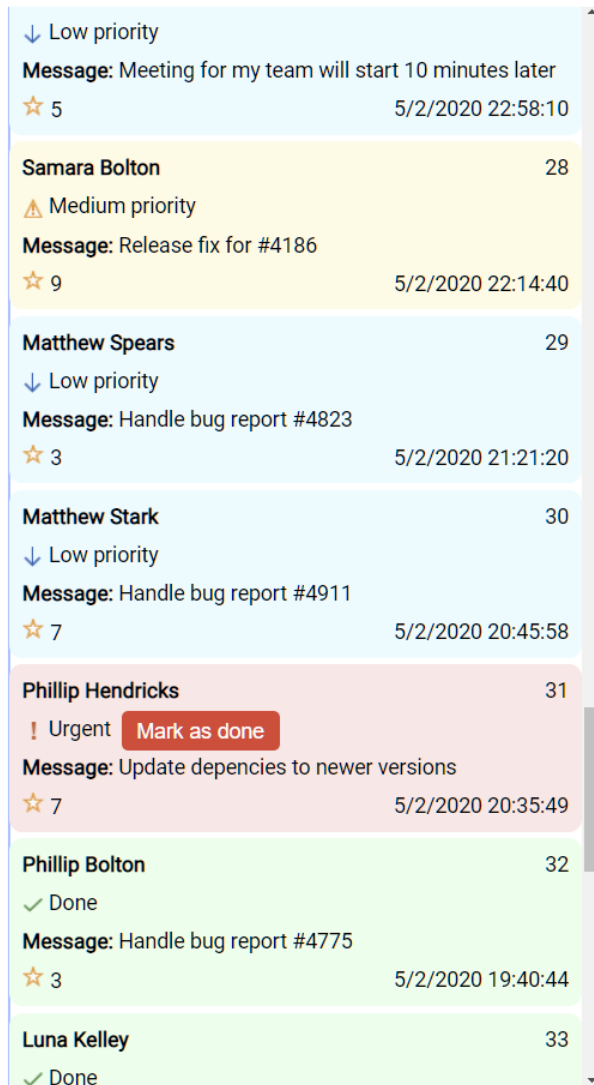 Low priority
Message: Meeting for my team will start 10 minutes later
5 5/2/2020 22:58:10
Samara Bolton 28
Medium priority
Message: Release fix for #4186
9 5/2/2020 22:14:40
Matthew Spears 29
Low priority
Message: Handle bug report #4823
3 5/2/2020 21:21:20
Matthew Stark 30
Low priority
Message: Handle bug report #4911
7 5/2/2020 20:45:58
Phillip Hendricks 31
! Urgent Mark as done
Message: Update depencies to newer versions
7 5/2/2020 20:35:49
Phillip Bolton 32
Done
Message: Handle bug report #4775
3 5/2/2020 19:40:44
Luna Kelley 33
Done